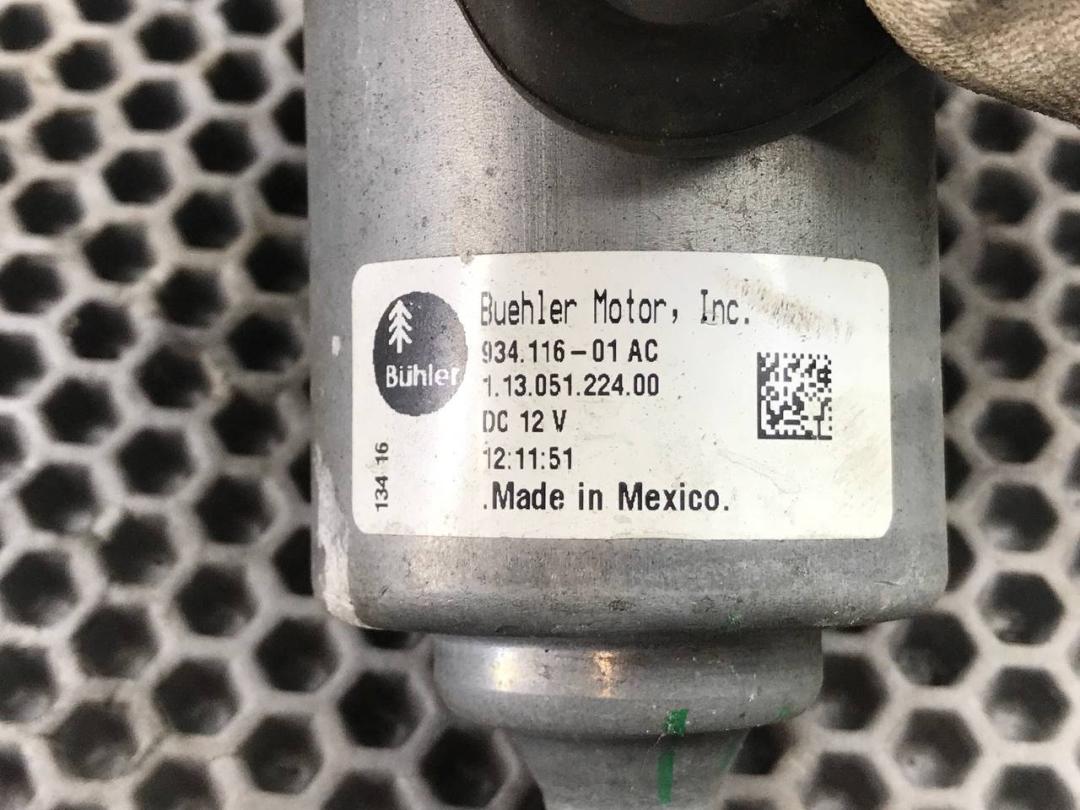 Bühler
Buehler Motor, Inc.
934.116-01 AC
1.13.051.224.00
DC 12 V
12:11:51
.Made in Mexico.
134 16